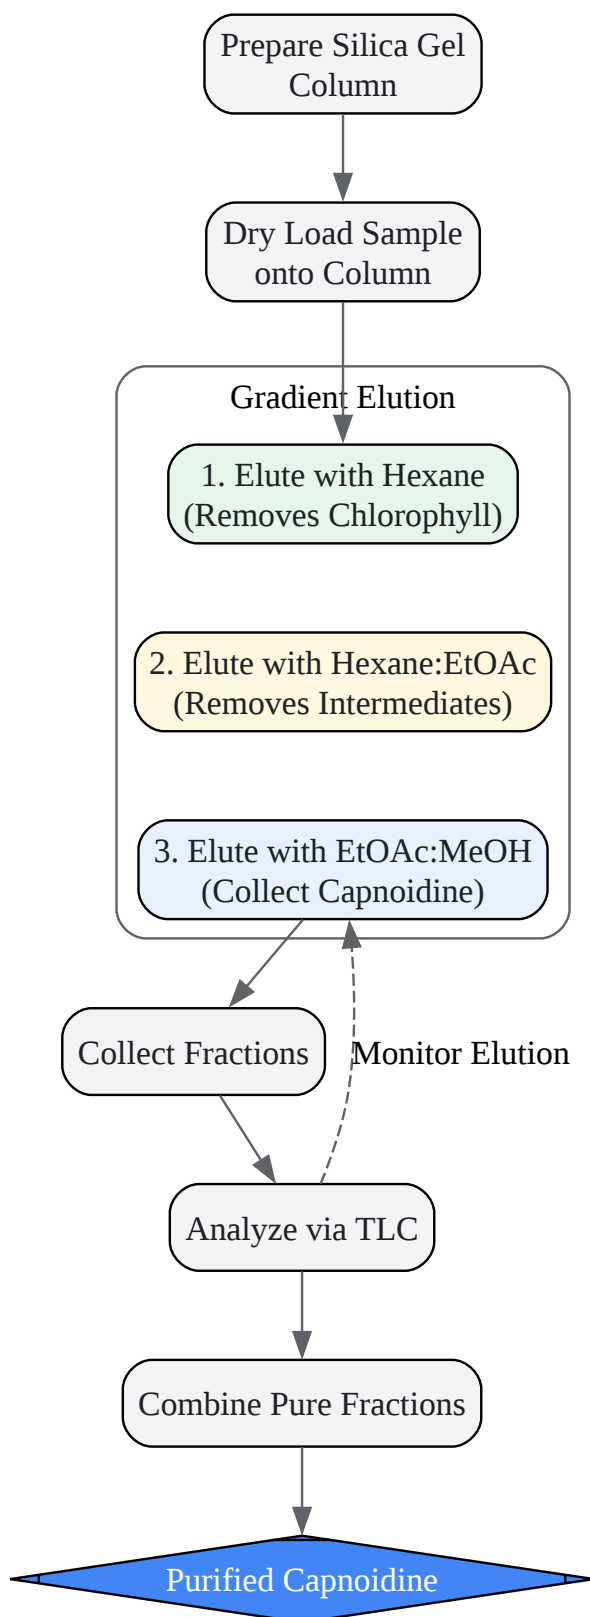 Prepare Silica Gel
Column
Dry Load Sample
onto Column
Gradient Elution
1. Elute with Hexane
(Removes Chlorophyll)
2. Elute with Hexane:EtOAc
(Removes Intermediates)
3. Elute with EtOAc:MeOH
(Collect Capnoidine)
Collect Fractions
Monitor Elution
Analyze via TLC
Combine Pure Fractions
Purified Capnoidine